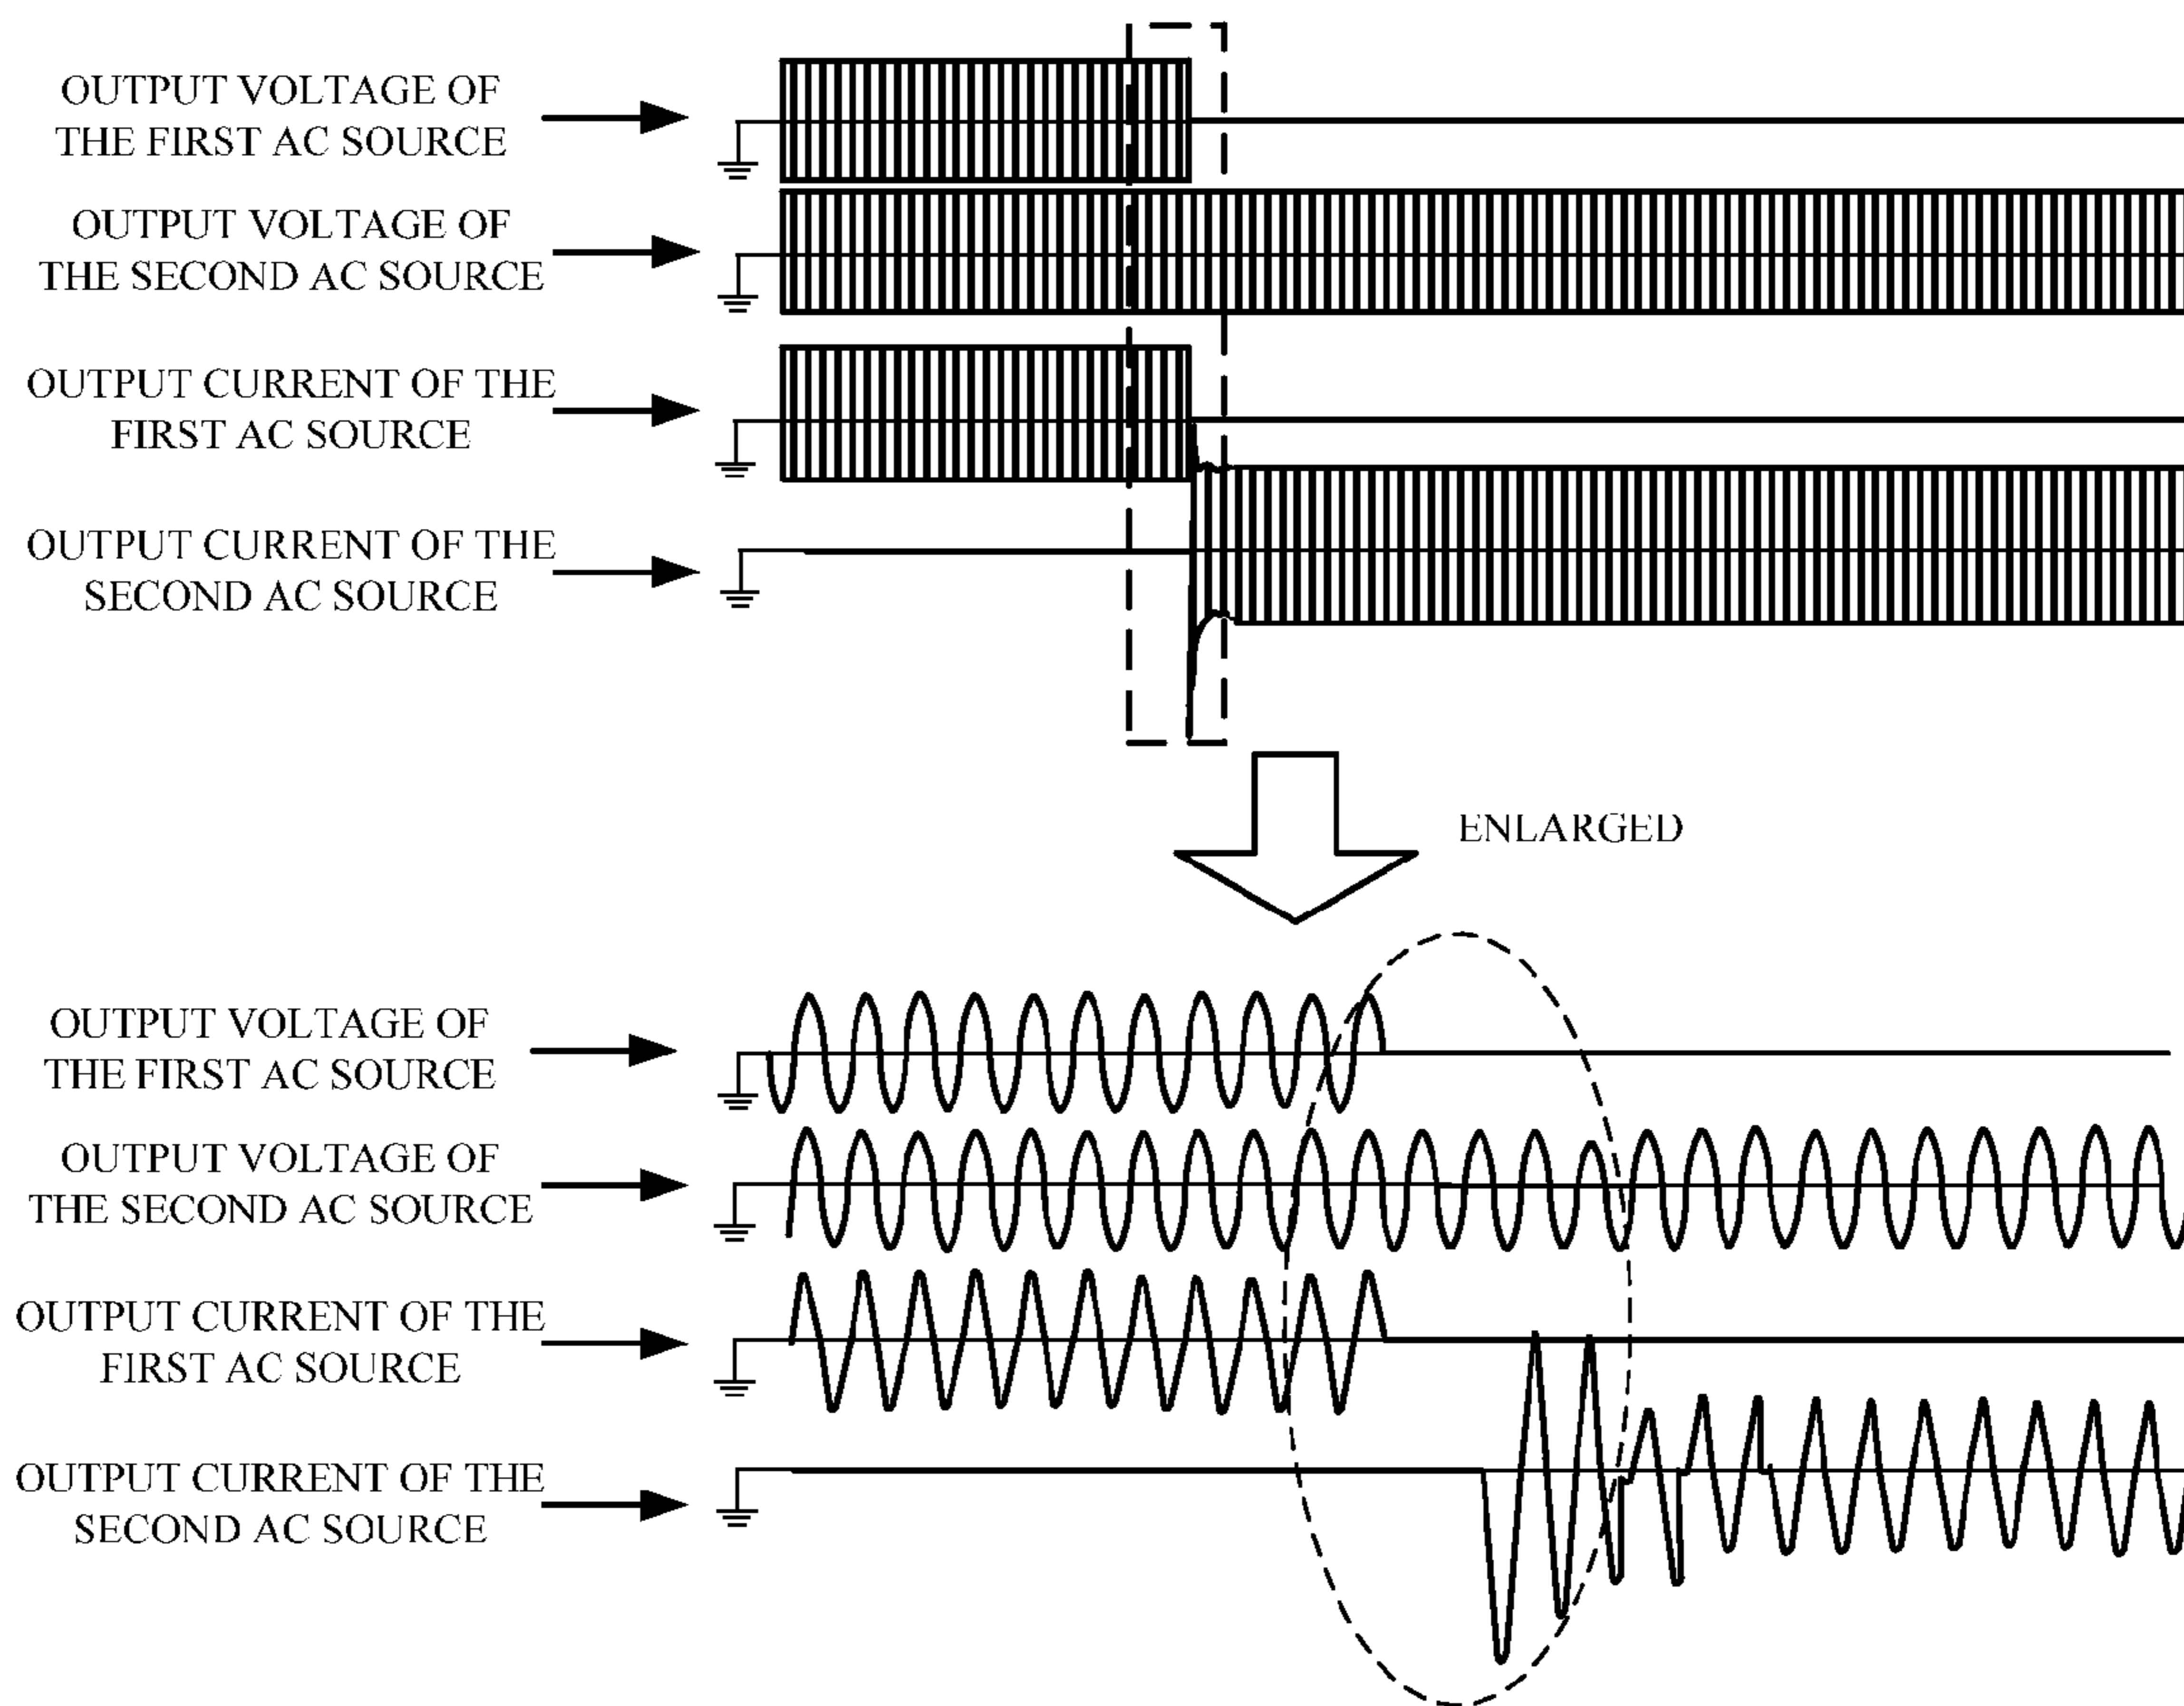 OUTPUT VOLTAGE OF
THE FIRST AC SOURCE
OUTPUT VOLTAGE OF
THE SECOND AC SOURCE
OUTPUT CURRENT OF THE
FIRST AC SOURCE
OUTPUT CURRENT OF THE
SECOND AC SOURCE
ENLARGED
OUTPUT VOLTAGE OF
THE FIRST AC SOURCE
OUTPUT VOLTAGE OF
THE SECOND AC SOURCE
OUTPUT CURRENT OF THE
FIRST AC SOURCE
OUTPUT CURRENT OF THE
SECOND AC SOURCE